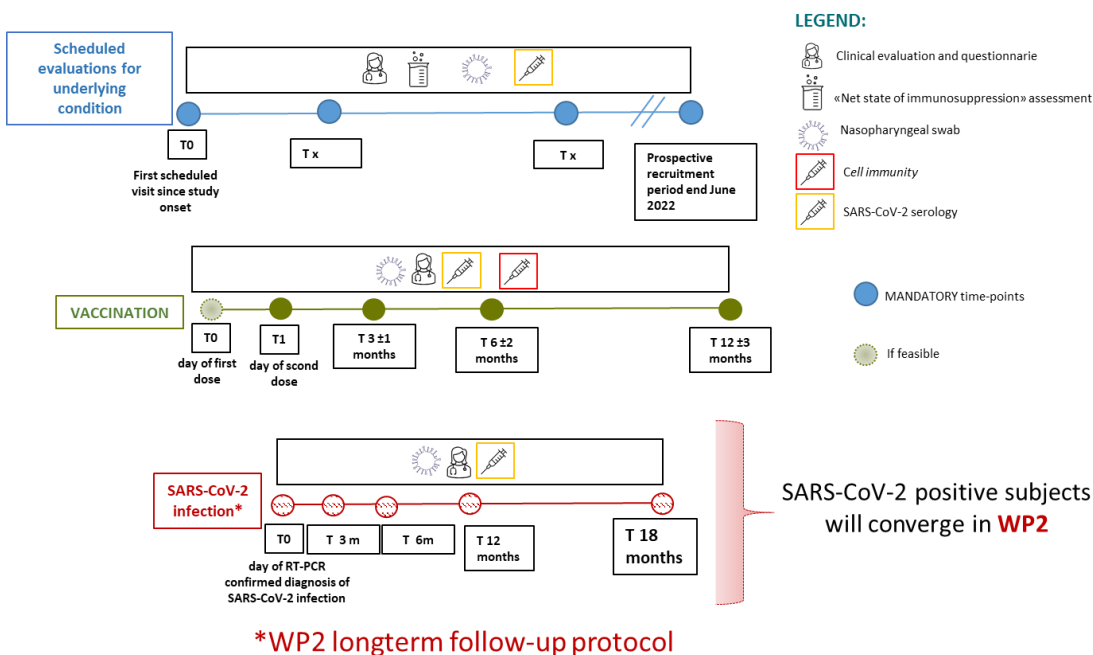 LEGEND:
Clinical evaluation and questionnarie
«Net state of immunosuppression» assessment
Nasopharyngeal swab
Cell immunity
SARS-CoV-2 serology
MANDATORY time-points
If feasible
Scheduled
evaluations for
underlying
condition
T0
First scheduled
visit since study
onset
T x
T x
Prospective
recruitment
period end June
2022
VACCINATION
T0
day of first
dose
T1
day of scond
dose
T 3 ±1
months
T 6 ±2
months
T 12 ±3
months
SARS-CoV-2
infection*
T0
day of RT-PCR
confirmed diagnosis of
SARS-CoV-2 infection
T 3 m
T 6m
T 12
months
T 18
months
SARS-CoV-2 positive subjects
will converge in WP2
*WP2 longterm follow-up protocol